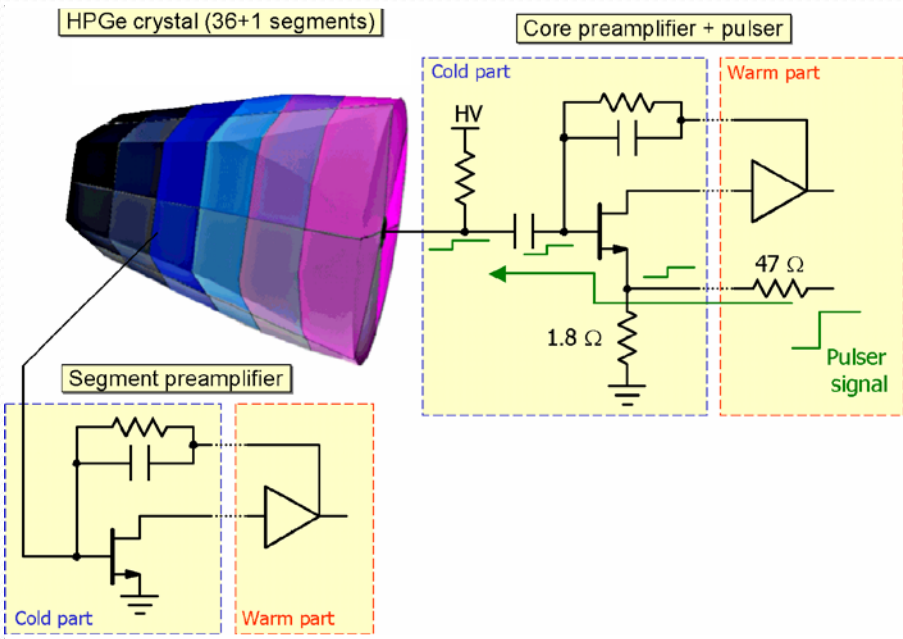 HPGe crystal (36+1 segments)
Core preamplifier + pulser
Cold part
Warm part
HV
47 Ω
1.8 Ω
Pulser
signal
Segment preamplifier
Cold part
Warm part